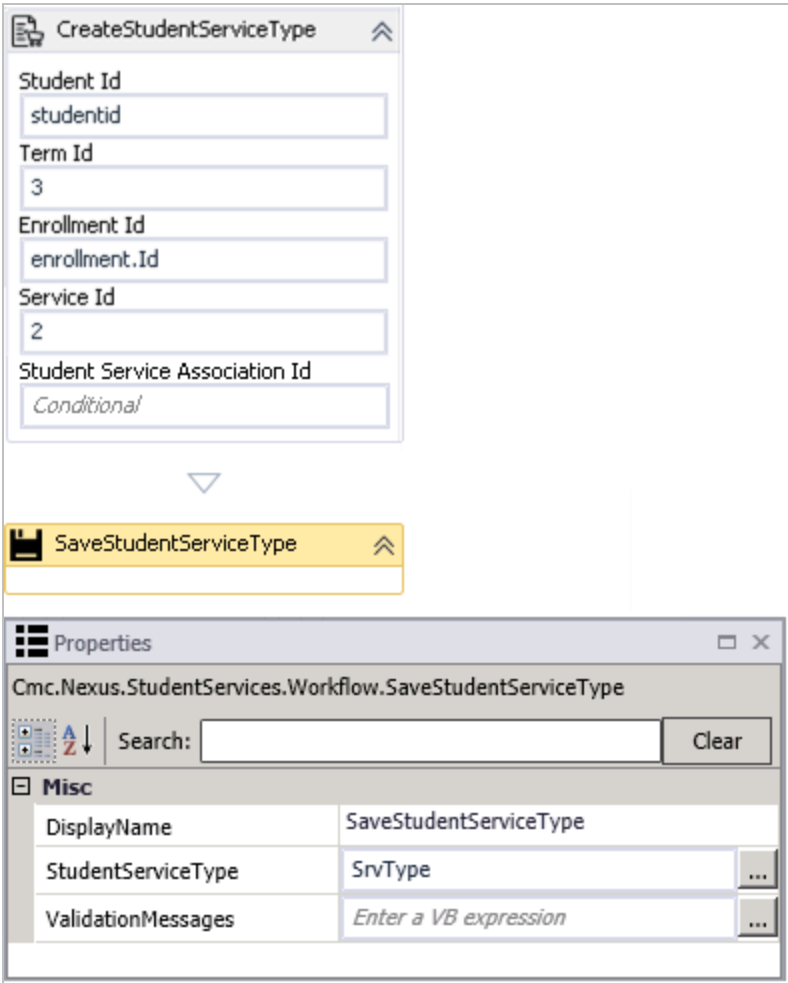 CreateStudentServiceType
Student Id
studentid
Term Id
3
Enrollment Id
enrollment.Id
Service Id
2
Student Service Association Id
Conditional
SaveStudentServiceType
Properties
Cmc.Nexus.StudentServices.Workflow.SaveStudentServiceType
A
Z
Search:
Clear
Misc
DisplayName SaveStudentServiceType
StudentServiceType SrvType ...
ValidationMessages Enter a VB expression ...